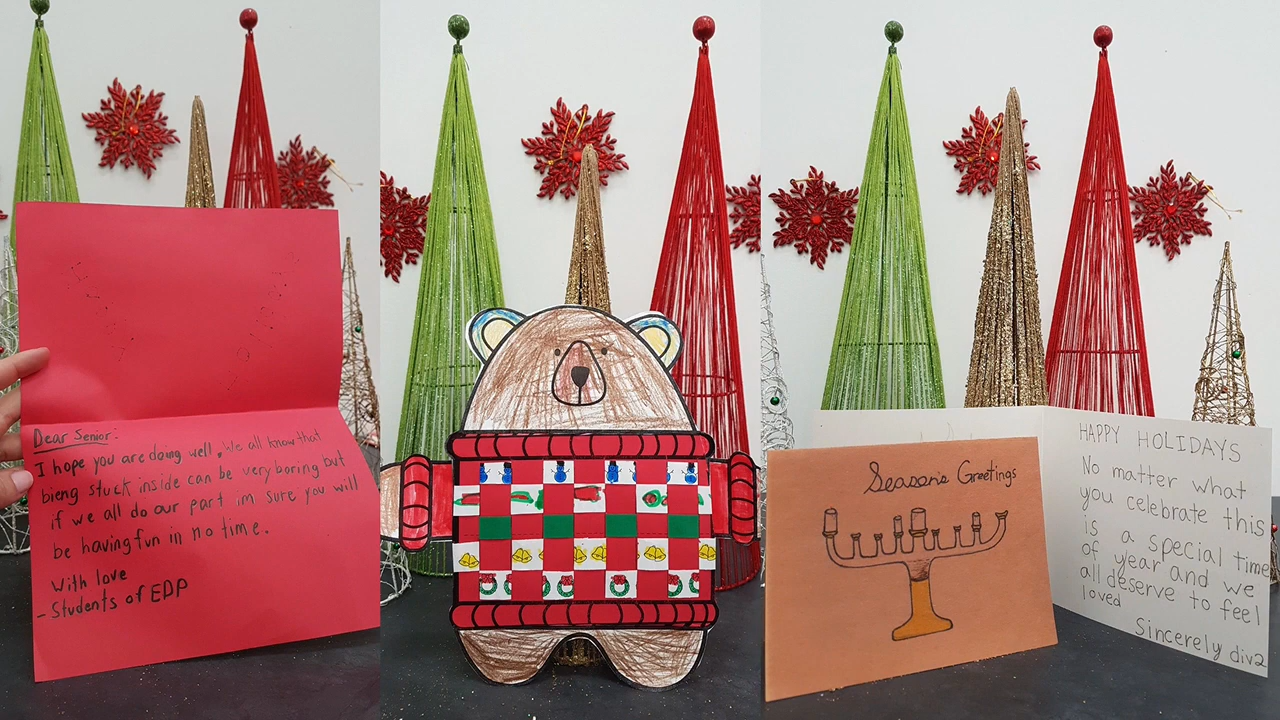 Dear Senior:
I hope you are doing well. We all know that
bieng stuck inside can be very boring but
if we all do our part im sure you will
be having fun in no time.
With love
- Students of EDP
Season's Greetings
HAPPY HOLIDAYS
No matter what
you celebrate this
is a special time
of year and we
all deserve to feel
loved
Sincerely div2